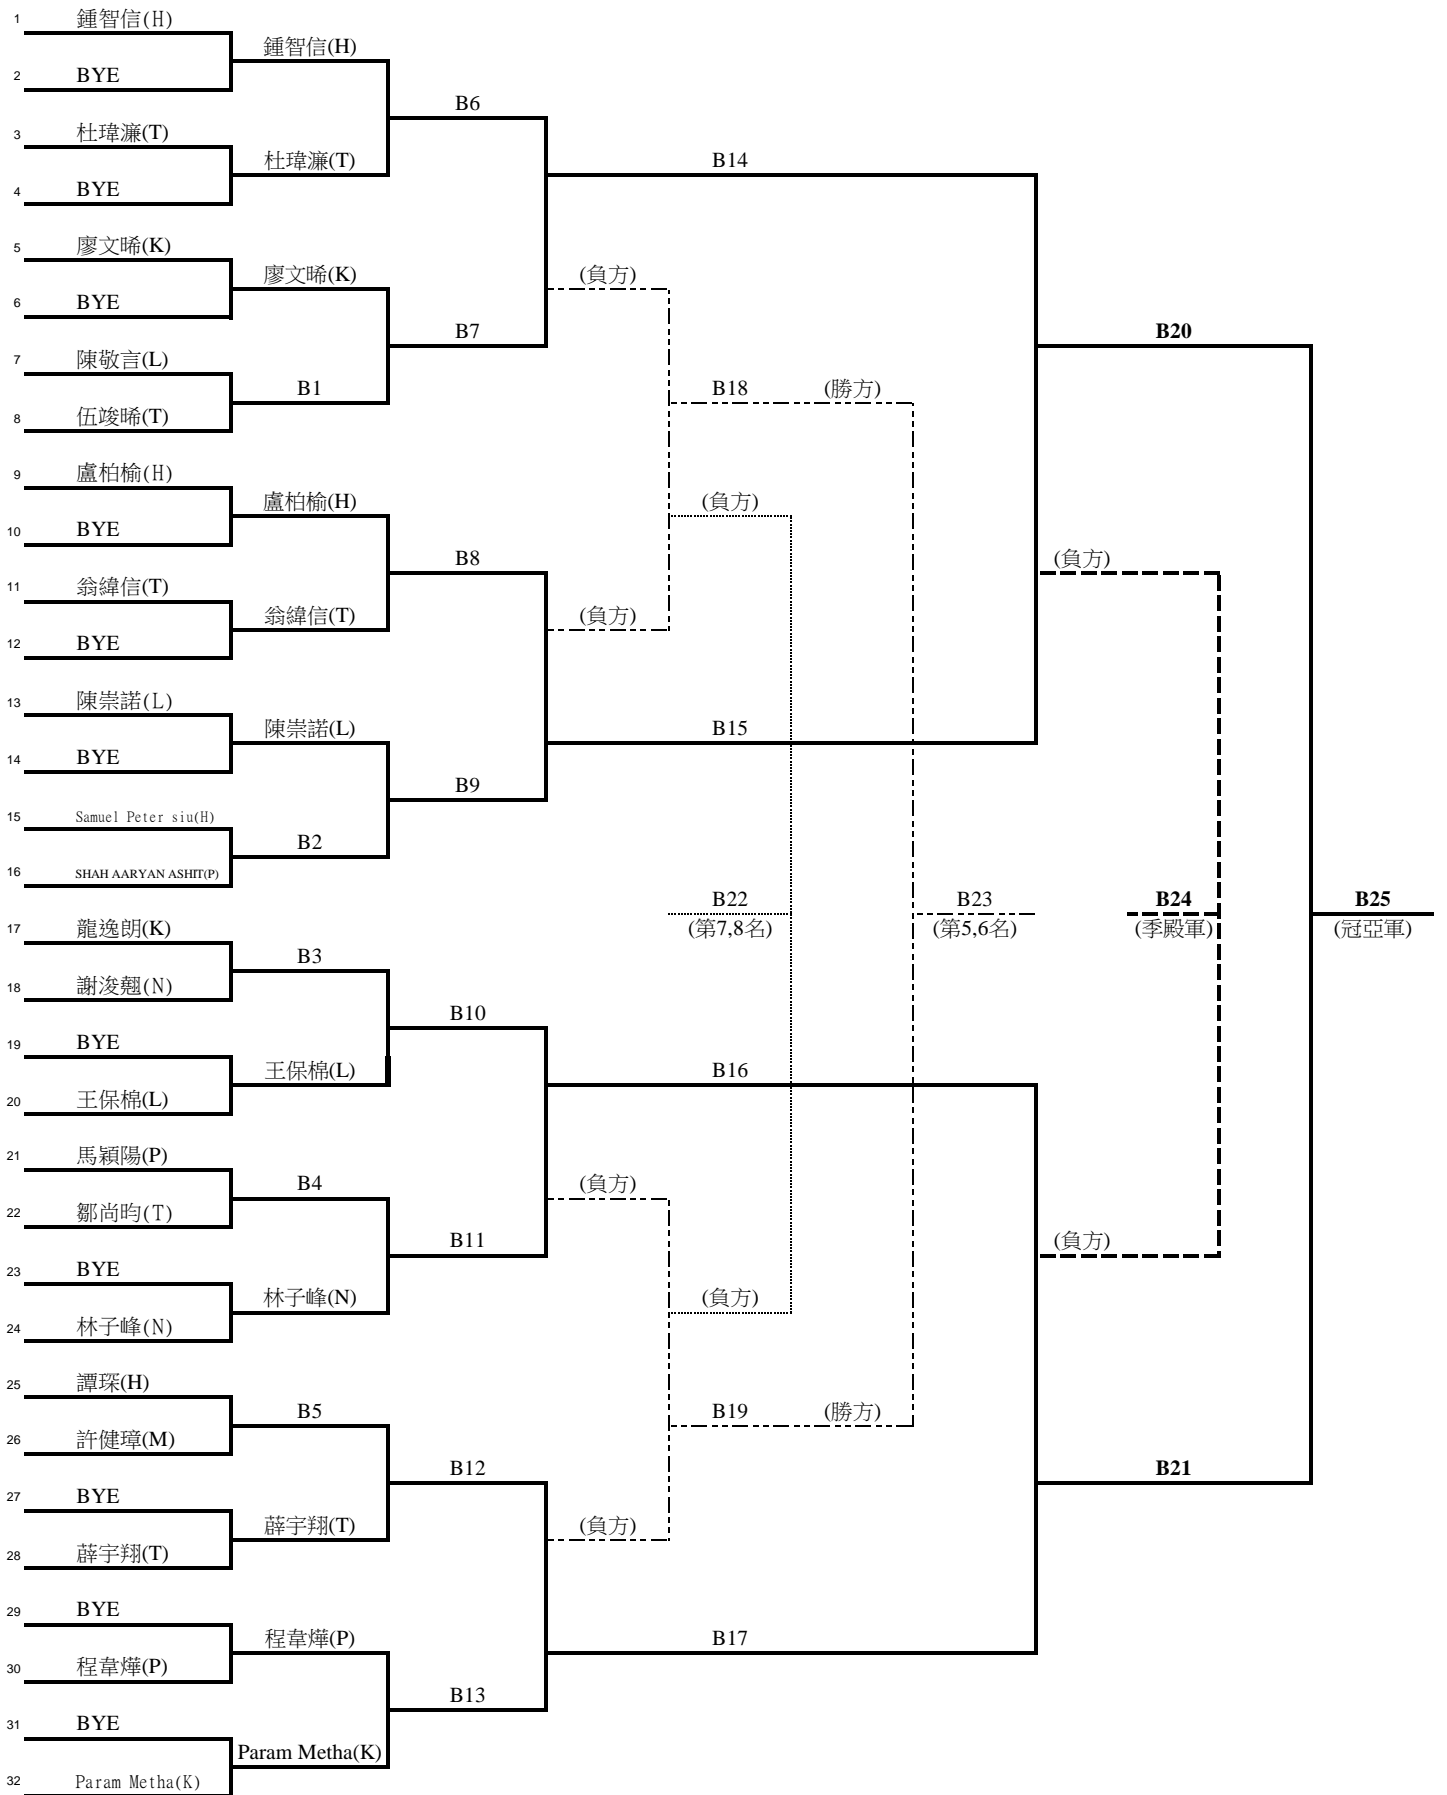 1 鍾智信(H)
鍾智信(H)
2 BYE
B6
3 杜瑋濂(T)
杜瑋濂(T)
B14
4 BYE
5 廖文晞(K)
廖文晞(K)
(負方)
6 BYE
B7
B20
7 陳敬言(L)
B1
B18 (勝方)
8 伍竣晞(T)
9 盧柏榆(H)
盧柏榆(H)
(負方)
10 BYE
B8
(負方)
11 翁緯信(T)
翁緯信(T)
(負方)
12 BYE
13 陳崇諾(L)
陳崇諾(L)
B15
14 BYE
B9
15 Samuel Peter siu(H)
B2
16 SHAH AARYAN ASHIT(P)
B22
B23
B24
B25
17 龍逸朗(K)
(第7,8名)
(第5,6名)
(季殿軍)
(冠亞軍)
B3
18 謝浚翹(N)
B10
19 BYE
王保棉(L)
B16
20 王保棉(L)
21 馬穎陽(P)
B4
(負方)
22 鄒尚昀(T)
B11
(負方)
23 BYE
林子峰(N)
(負方)
24 林子峰(N)
25 譚琛(H)
B5
B19 (勝方)
26 許健璋(M)
B12
B21
27 BYE
薜宇翔(T)
(負方)
28 薜宇翔(T)
29 BYE
程韋燁(P)
B17
30 程韋燁(P)
B13
31 BYE
Param Metha(K)
32 Param Metha(K)